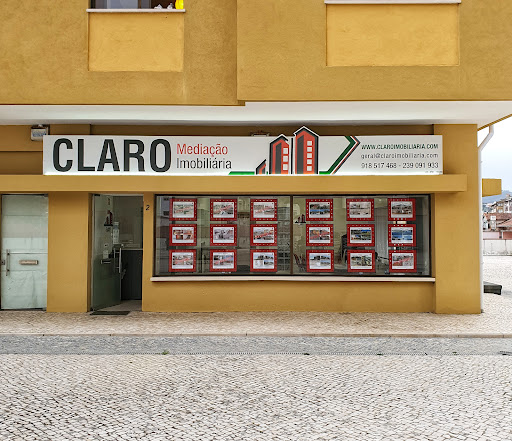 CLARO
Mediação
Imobiliária
WWW.CLAROIMOBILIARIA.COM
geral@claroimobiliaria.com
918 517 468 - 239 091 933
2